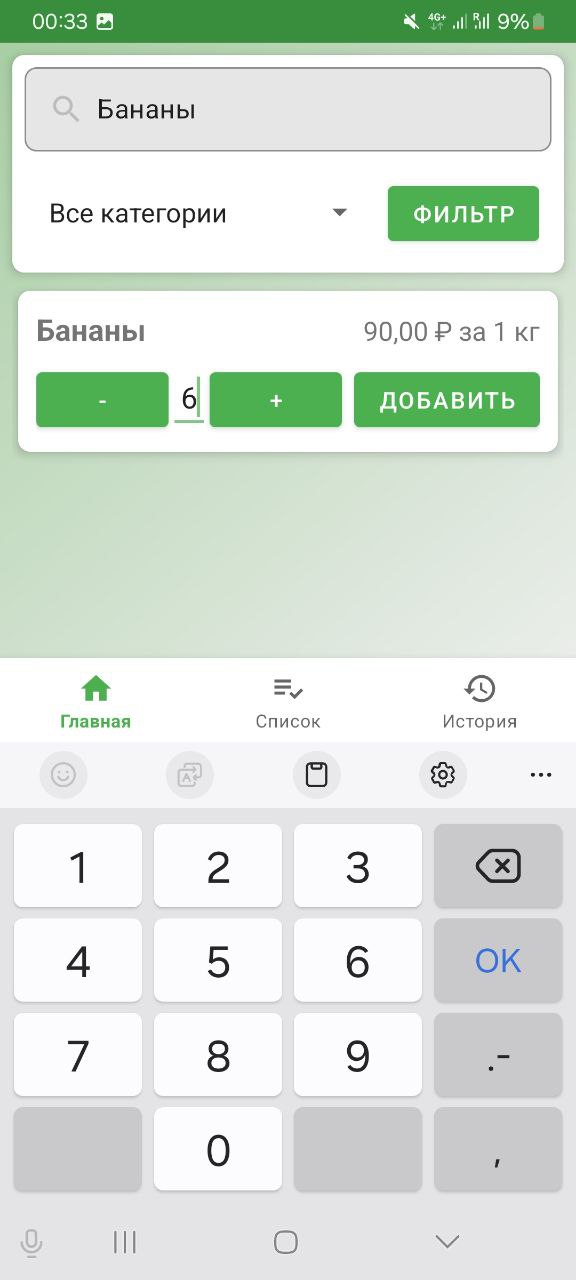 00:33 4G+ R 9%
Бананы
Все категории ФИЛЬТР
Бананы 90,00 ₽ за 1 кг
- 6 + ДОБАВИТЬ
Главная Список История
1 2 3
4 5 6 OK
7 8 9 .-
0 ,